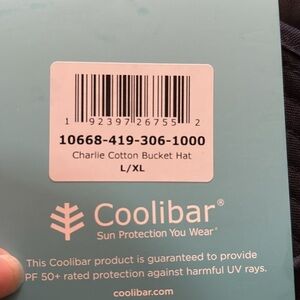 1 92397 26755 2
10668-419-306-1000
Charlie Cotton Bucket Hat
L/XL
Coolibar®
Sun Protection You Wear®
This Coolibar product is guaranteed to provide
PF 50+ rated protection against harmful UV rays.
coolibar.com